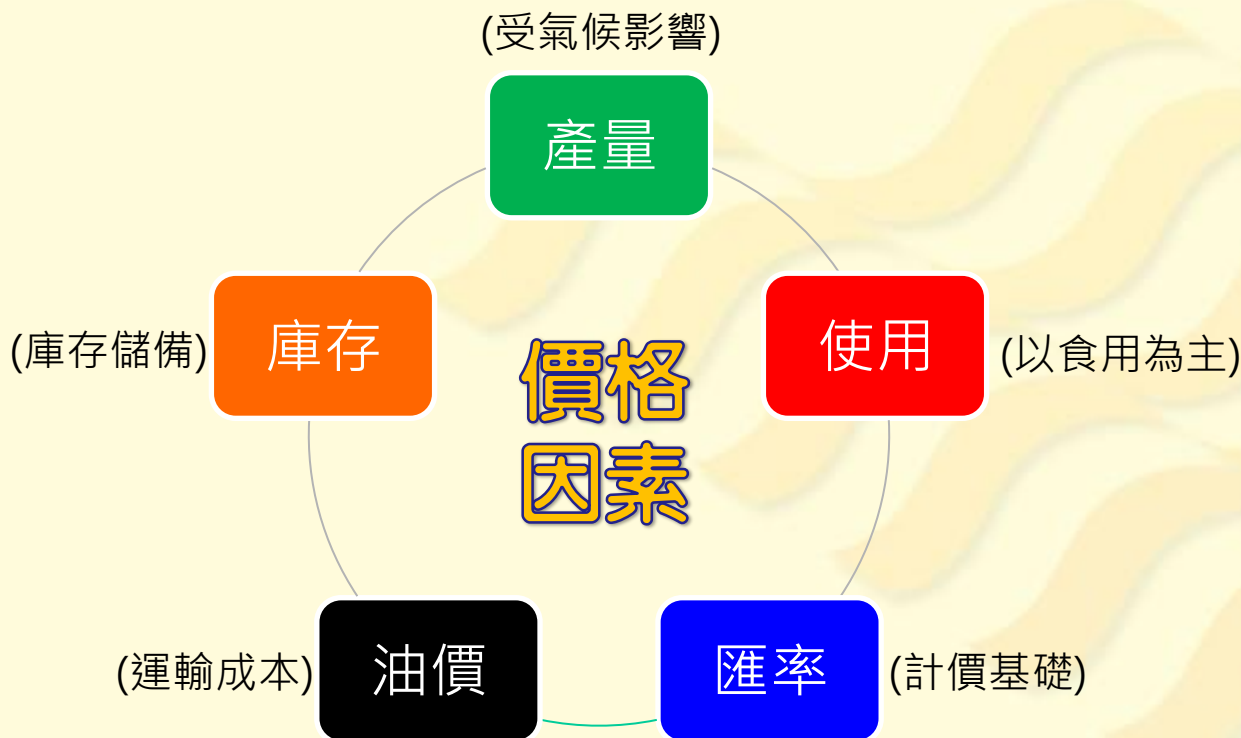 (受氣候影響)
產量
(庫存儲備)
庫存
使用
(以食用為主)
價格
因素
(運輸成本)
油價
匯率
(計價基礎)